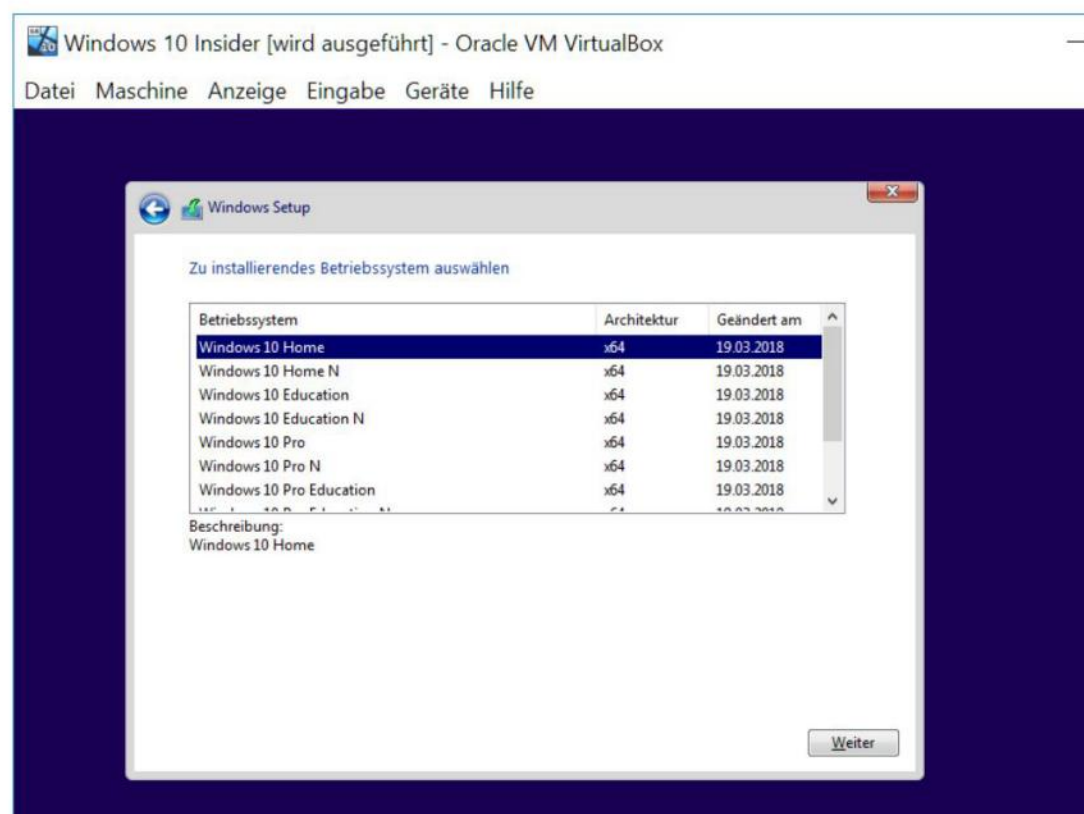 Windows 10 Insider [wird ausgeführt] - Oracle VM VirtualBox
Datei Maschine Anzeige Eingabe Geräte Hilfe
Windows Setup
Zu installierendes Betriebssystem auswählen
Betriebssystem Architektur Geändert am
Windows 10 Home x64 19.03.2018
Windows 10 Home N x64 19.03.2018
Windows 10 Education x64 19.03.2018
Windows 10 Education N x64 19.03.2018
Windows 10 Pro x64 19.03.2018
Windows 10 Pro N x64 19.03.2018
Windows 10 Pro Education x64 19.03.2018
Beschreibung:
Windows 10 Home
Weiter